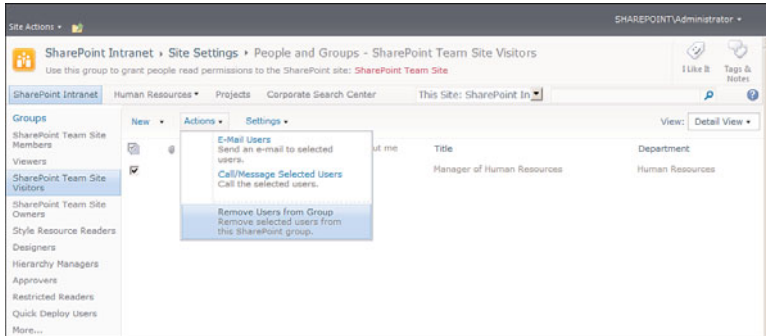 Site Actions
SHAREPOINT\Administrator
SharePoint Intranet › Site Settings › People and Groups - SharePoint Team Site Visitors
Use this group to grant people read permissions to the SharePoint site: SharePoint Team Site
I Like It
Tags &
Notes
SharePoint Intranet Human Resources Projects Corporate Search Center This Site: SharePoint In
Groups
SharePoint Team Site
Members
Viewers
SharePoint Team Site
Visitors
SharePoint Team Site
Owners
Style Resource Readers
Designers
Hierarchy Managers
Approvers
Restricted Readers
Quick Deploy Users
More...
New Actions Settings View: Detail View
E-Mail Users
Send an e-mail to selected
users.
Call/Message Selected Users
Call the selected users.
Remove Users from Group
Remove selected users from
this SharePoint group.
ut me Title Department
Manager of Human Resources Human Resources